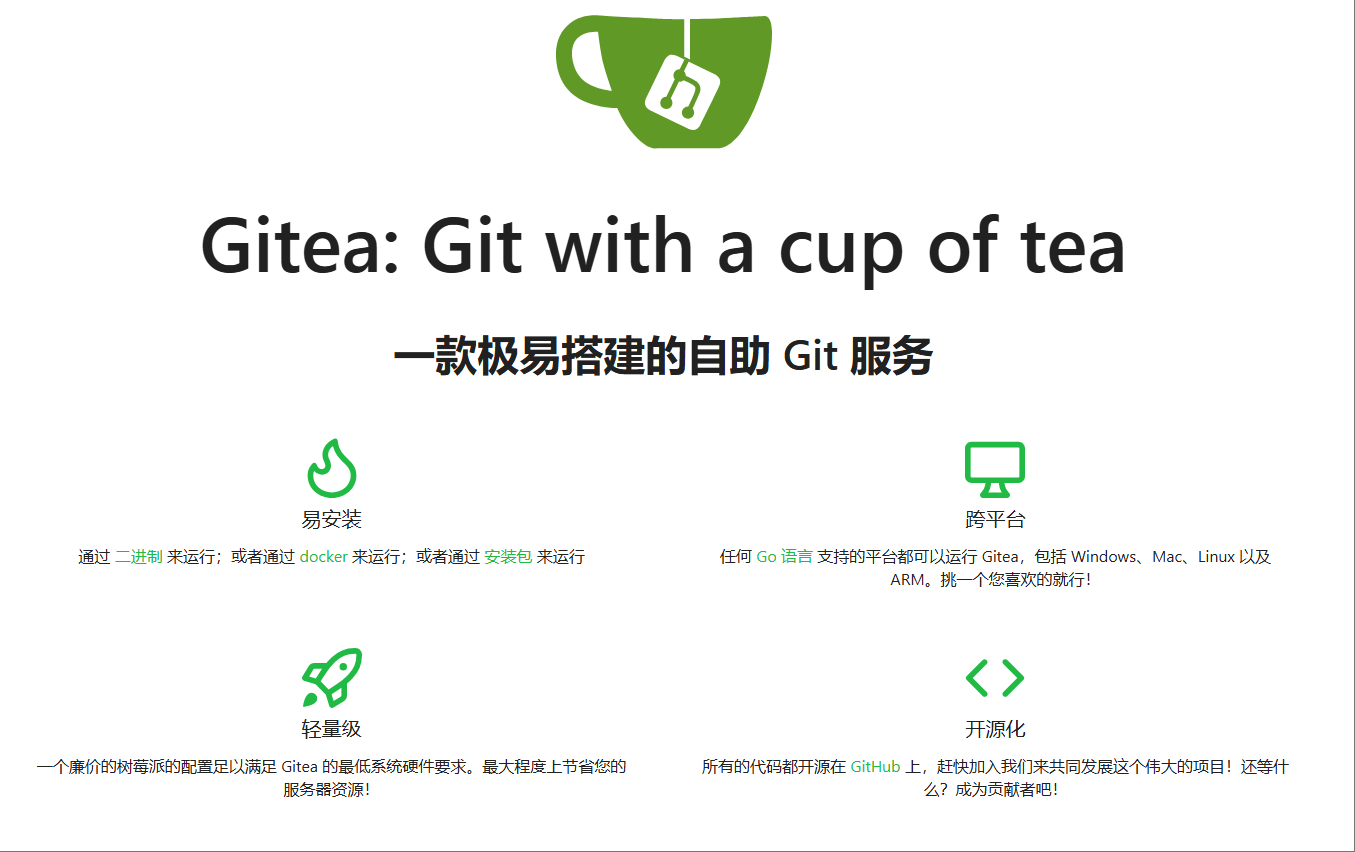 Gitea: Git with a cup of tea
一款极易搭建的自助 Git 服务
易安装
通过 二进制 来运行；或者通过 docker 来运行；或者通过 安装包 来运行
跨平台
任何 Go 语言 支持的平台都可以运行 Gitea，包括 Windows、Mac、Linux 以及
ARM。挑一个您喜欢的就行！
轻量级
一个廉价的树莓派的配置足以满足 Gitea 的最低系统硬件要求。最大程度上节省您的
服务器资源！
开源化
所有的代码都开源在 GitHub 上，赶快加入我们来共同发展这个伟大的项目！还等什
么？成为贡献者吧！